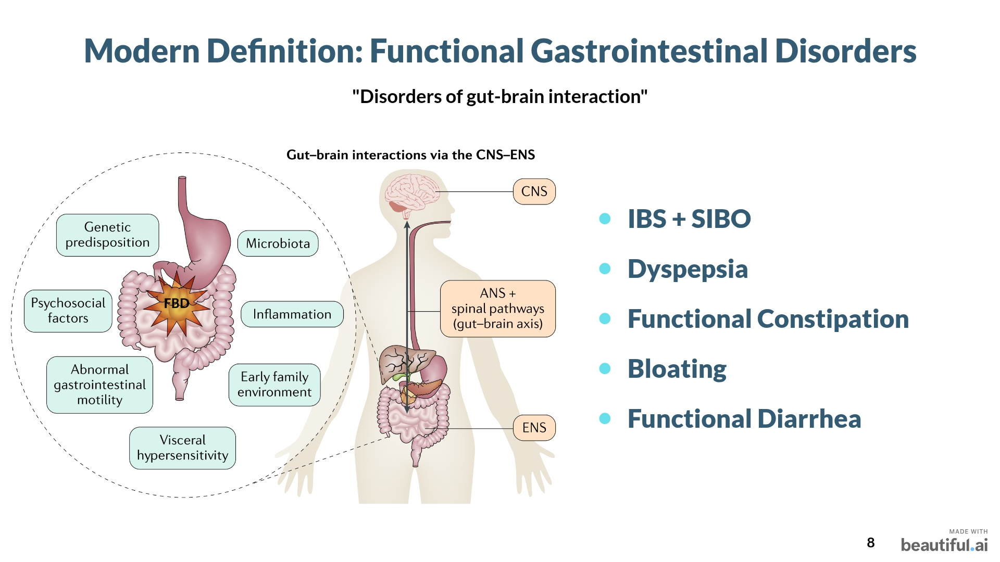 Modern Definition: Functional Gastrointestinal Disorders
"Disorders of gut-brain interaction"
Gut–brain interactions via the CNS–ENS
Genetic
predisposition
Microbiota
Psychosocial
factors
FBD
Inflammation
Abnormal
gastrointestinal
motility
Early family
environment
Visceral
hypersensitivity
CNS
ANS +
spinal pathways
(gut–brain axis)
ENS
IBS + SIBO
Dyspepsia
Functional Constipation
Bloating
Functional Diarrhea
8
MADE WITH
beautiful.ai